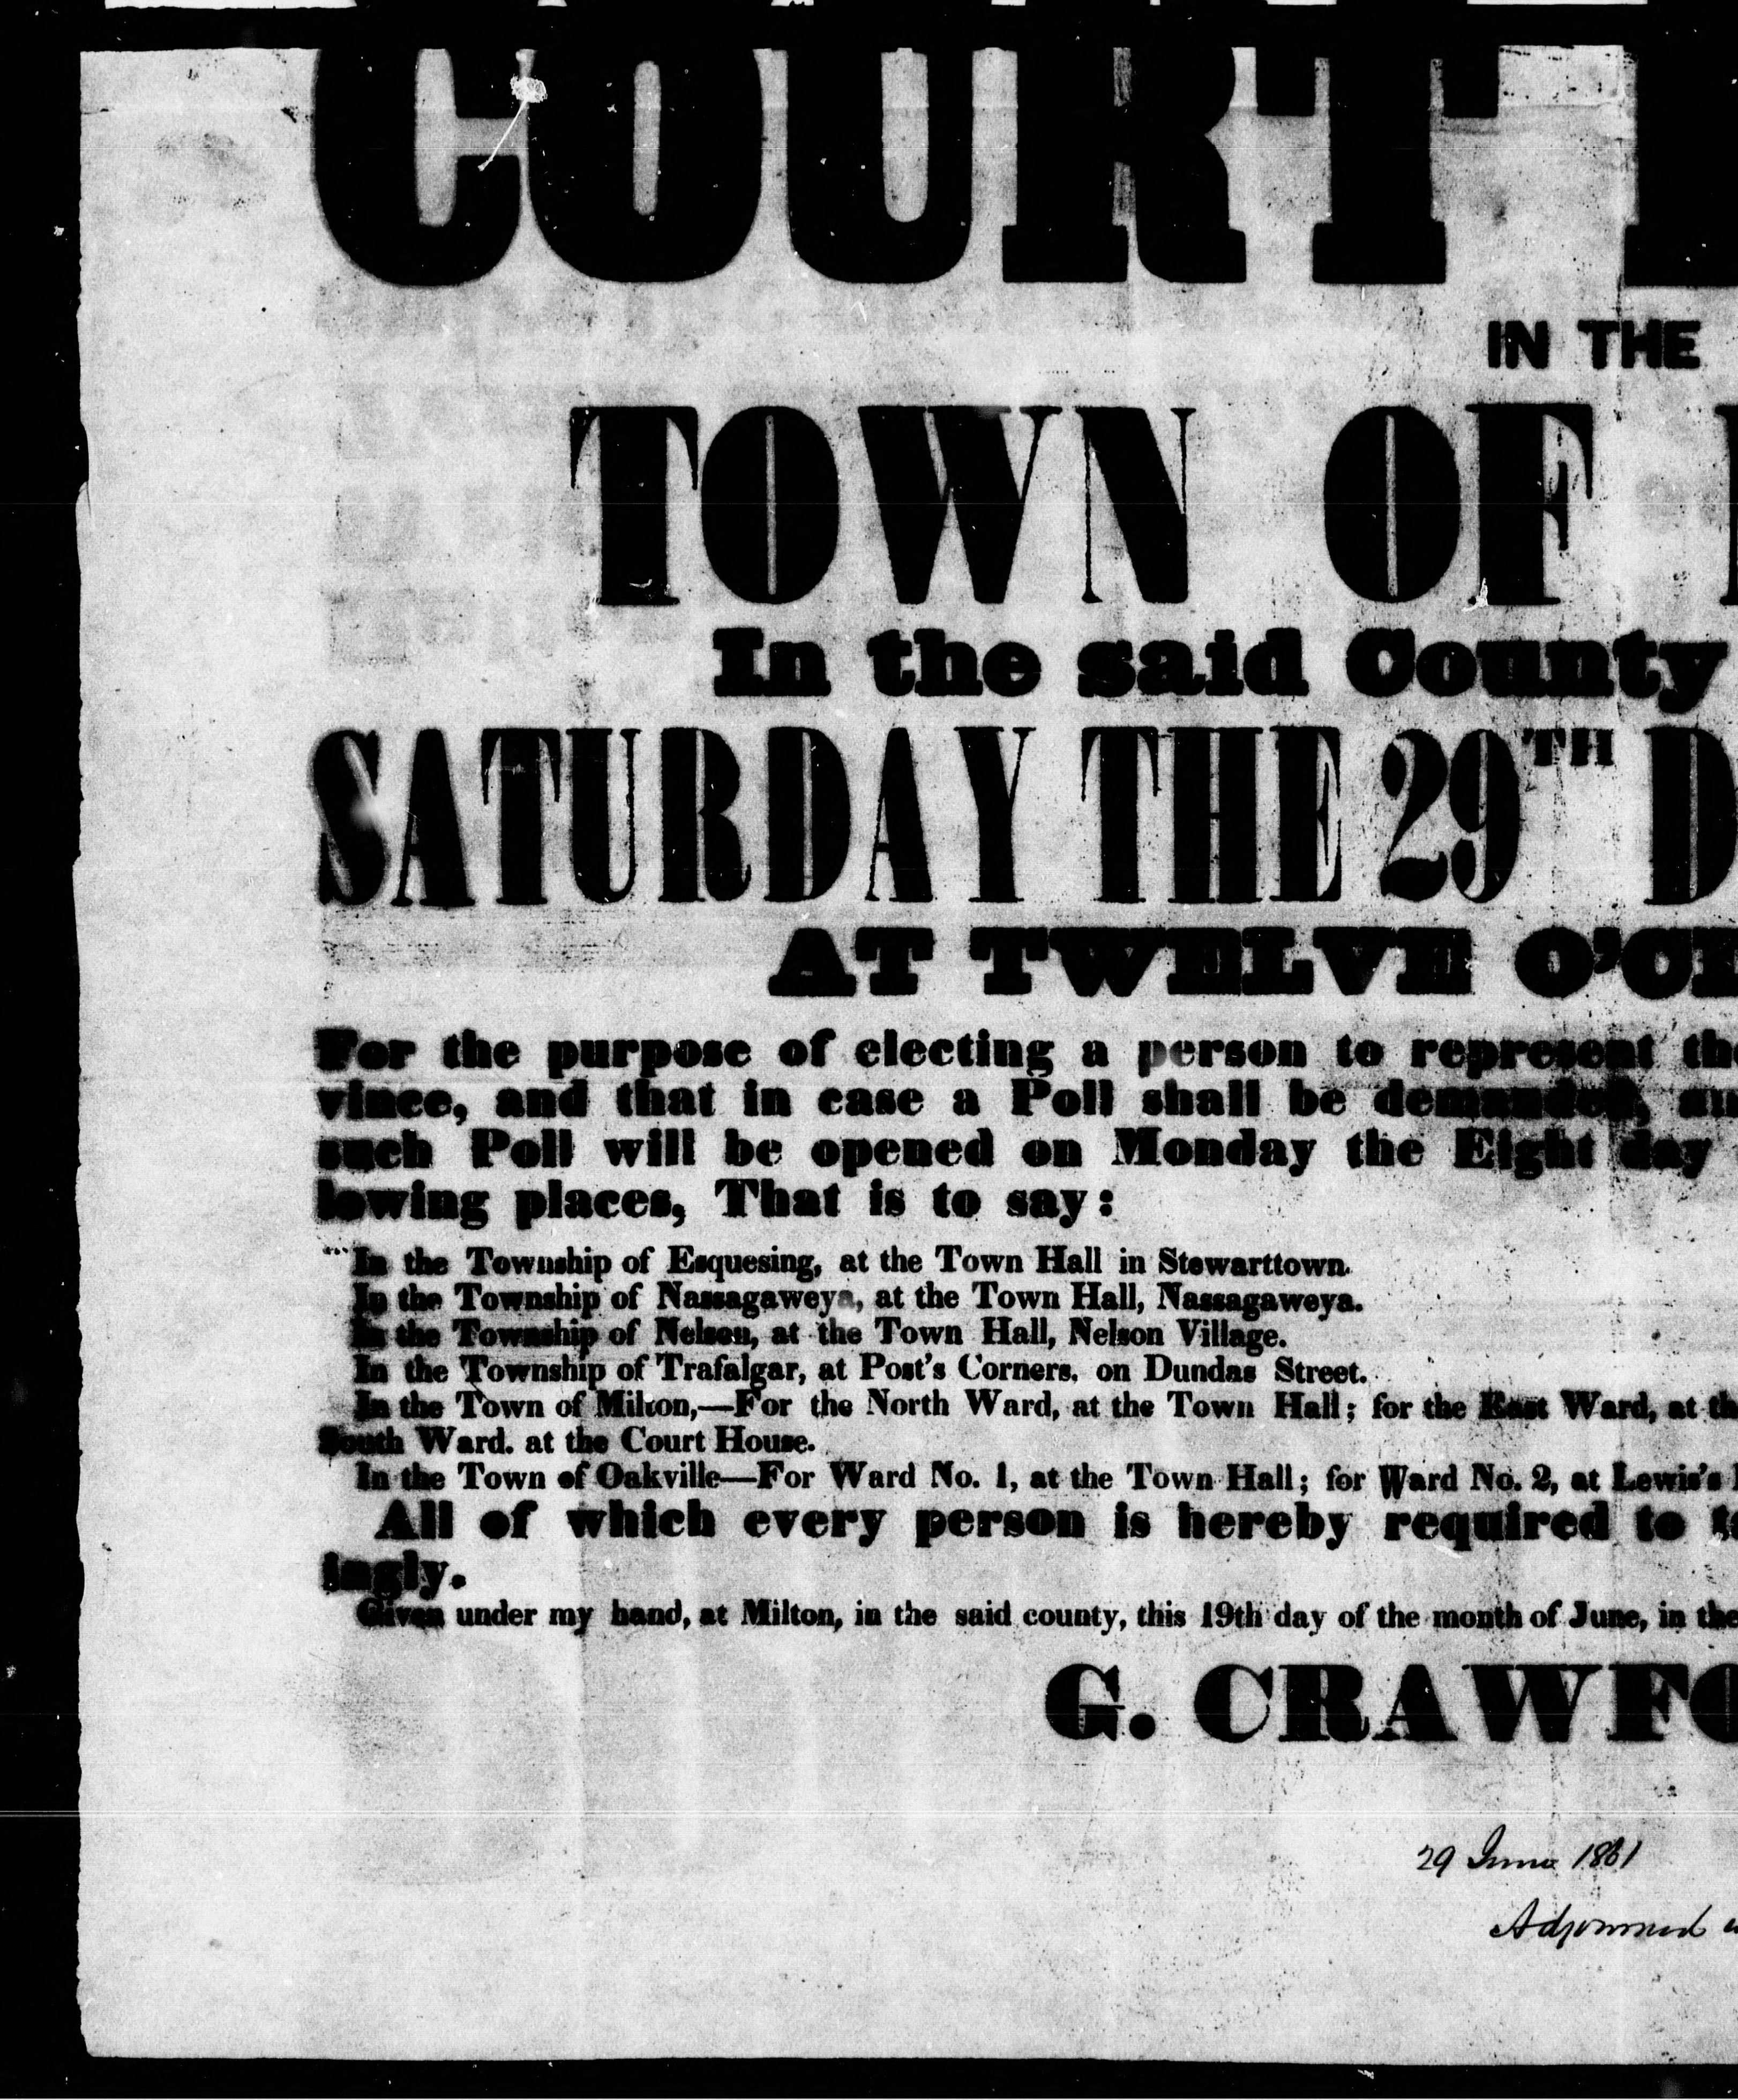 COURT
IN THE
TOWN OF
In the said County
SATURDAY THE 29TH D
AT TWELVE O'CL
For the purpose of electing a person to represent the
vince, and that in case a Poll shall be demanded, an
such Poll will be opened on Monday the Eight day
lowing places, That is to say:
In the Township of Esquesing, at the Town Hall in Stewarttown.
In the Township of Nassagaweya, at the Town Hall, Nassagaweya.
In the Township of Nelson, at the Town Hall, Nelson Village.
In the Township of Trafalgar, at Post's Corners, on Dundas Street.
In the Town of Milton,—For the North Ward, at the Town Hall; for the East Ward, at th
South Ward. at the Court House.
In the Town of Oakville—For Ward No. 1, at the Town Hall; for Ward No. 2, at Lewis's
All of which every person is hereby required to t
ingly.
Given under my hand, at Milton, in the said county, this 19th day of the month of June, in the
G. CRAWFO
29 June 1861
Adjourned